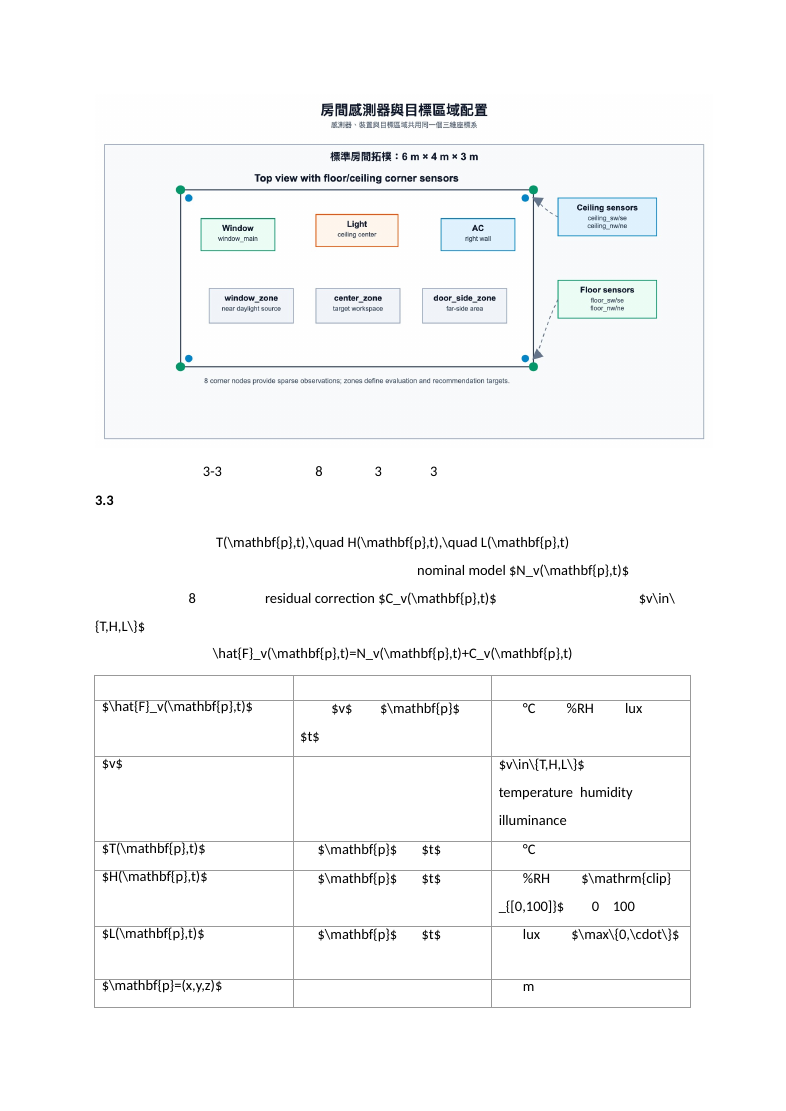 房間感測器與目標區域配置
感測器、裝置與目標區域共用同一個三維座標系
標準房間拓樸：6 m × 4 m × 3 m
Top view with floor/ceiling corner sensors
Window
window_main
Light
ceiling center
AC
right wall
Ceiling sensors
ceiling_sw/se
ceiling_nw/ne
window_zone
near daylight source
center_zone
target workspace
door_side_zone
far-side area
Floor sensors
floor_sw/se
floor_nw/ne
8 corner nodes provide sparse observations; zones define evaluation and recommendation targets.
3-3 8 3 3
3.3
T(\mathbf{p},t),\quad H(\mathbf{p},t),\quad L(\mathbf{p},t)
nominal model $N_v(\mathbf{p},t)$
8 residual correction $C_v(\mathbf{p},t)$ $v\in\
{T,H,L\}$
\hat{F}_v(\mathbf{p},t)=N_v(\mathbf{p},t)+C_v(\mathbf{p},t)
$\hat{F}_v(\mathbf{p},t)$ $v$ $\mathbf{p}$ °C %RH lux
$t$
$v$ $v\in\{T,H,L\}$
temperature humidity
illuminance
$T(\mathbf{p},t)$ $\mathbf{p}$ $t$ °C
$H(\mathbf{p},t)$ $\mathbf{p}$ $t$ %RH $\mathrm{clip}
_{[0,100]}$ 0 100
$L(\mathbf{p},t)$ $\mathbf{p}$ $t$ lux $\max\{0,\cdot\}$
$\mathbf{p}=(x,y,z)$ m